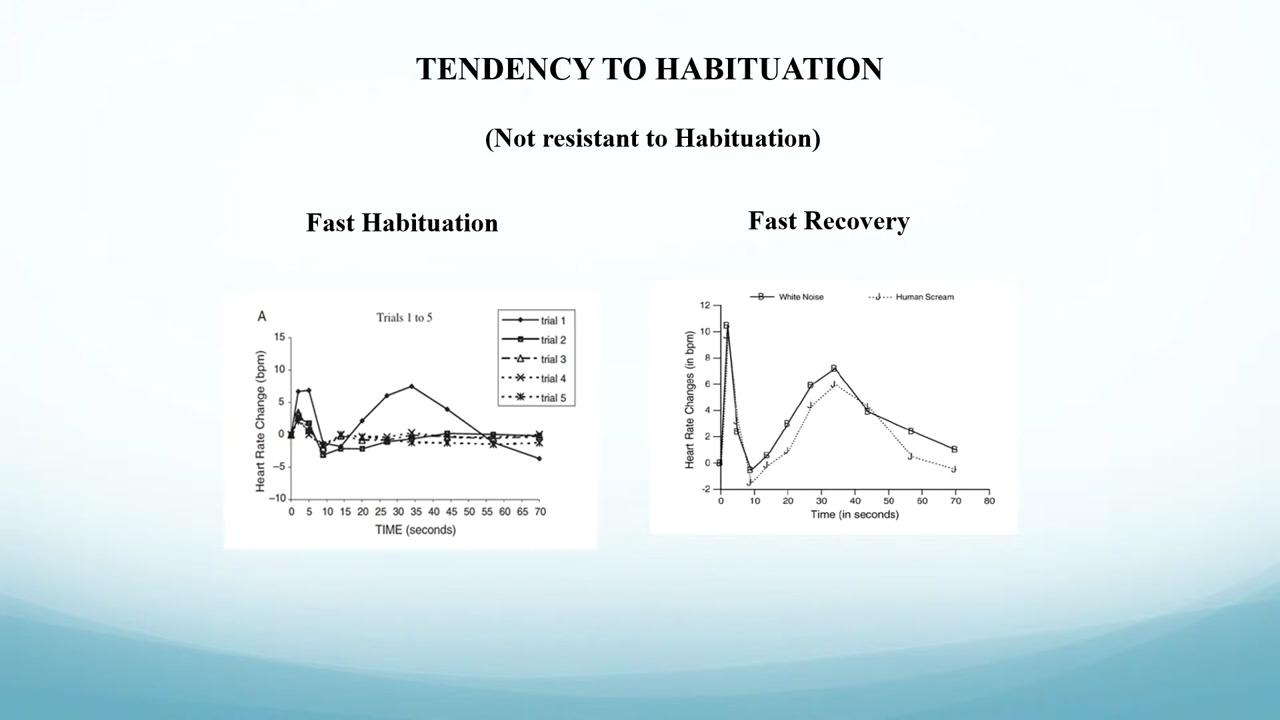 TENDENCY TO HABITUATION
(Not resistant to Habituation)
Fast Habituation
Fast Recovery
A
Trials 1 to 5
trial 1
trial 2
trial 3
trial 4
trial 5
Heart Rate Change (bpm)
15
10
5
0
−5
−10
0 5 10 15 20 25 30 35 40 45 50 55 60 65 70
TIME (seconds)
B White Noise
J Human Scream
Heart Rate Changes (in bpm)
12
10
8
6
4
2
0
-2
0 10 20 30 40 50 60 70 80
Time (in seconds)